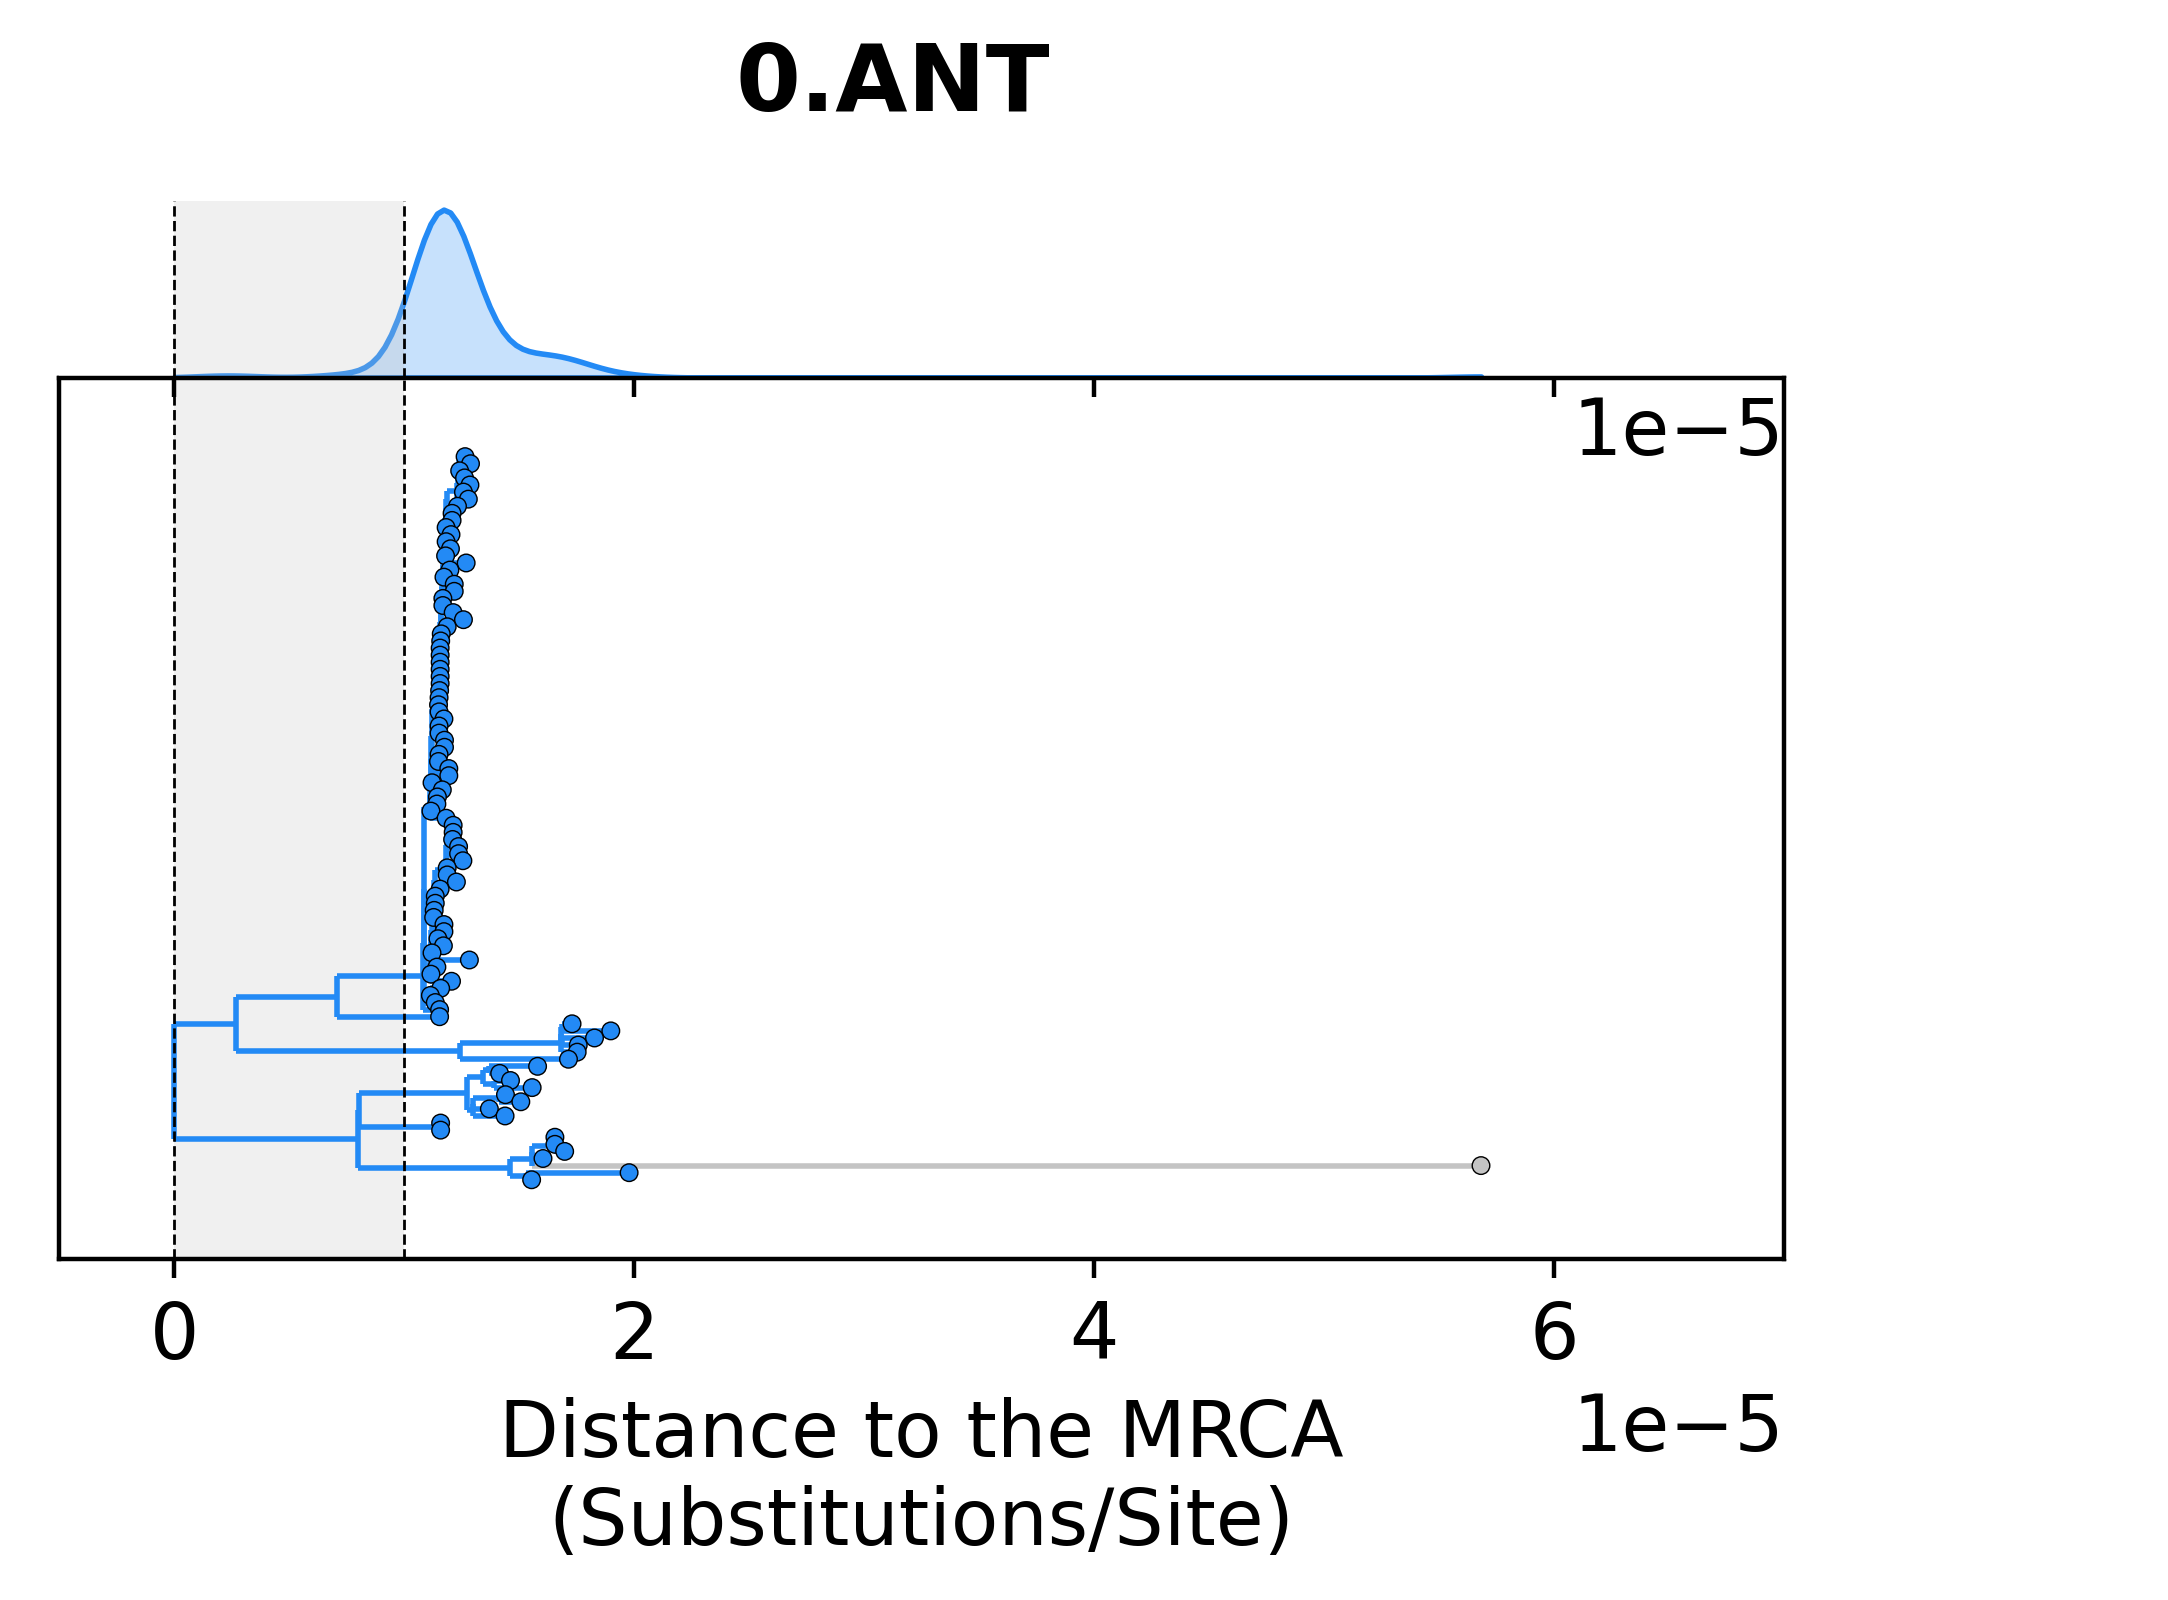 0.ANT
1e−5
0 2 4 6
1e−5
Distance to the MRCA
(Substitutions/Site)